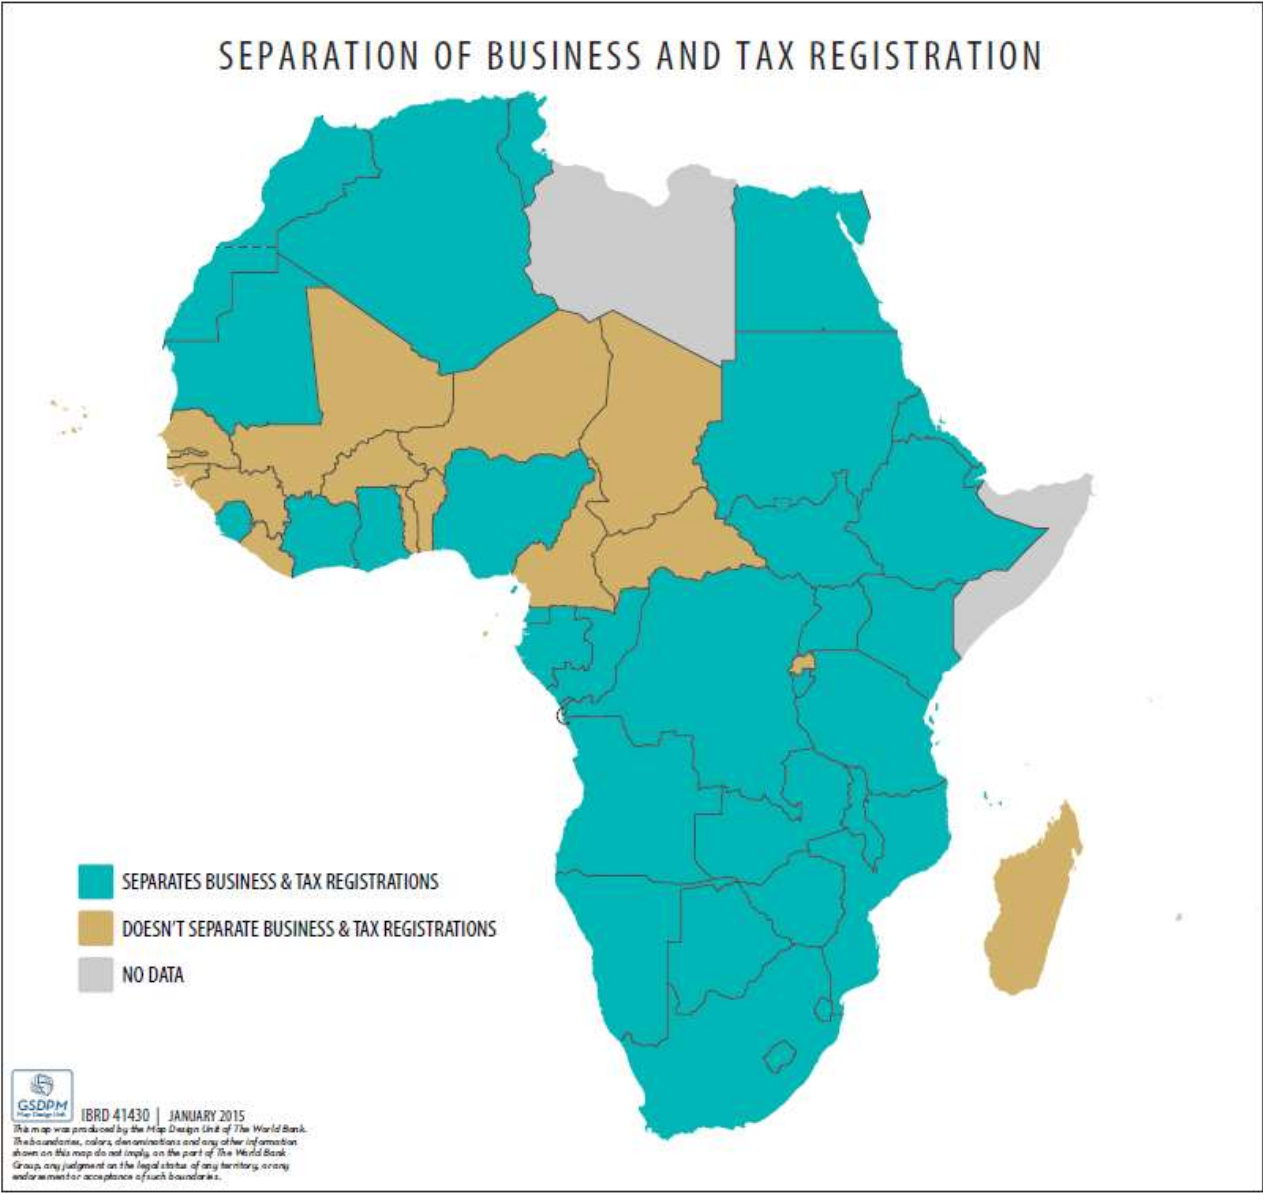 SEPARATION OF BUSINESS AND TAX REGISTRATION
SEPARATES BUSINESS & TAX REGISTRATIONS
DOESN'T SEPARATE BUSINESS & TAX REGISTRATIONS
NO DATA
GSDPM
Map Design Unit
IBRD 41430 | JANUARY 2015
This map was produced by the Map Design Unit of The World Bank.
The boundaries, colors, denominations and any other information
shown on this map do not imply, on the part of The World Bank
Group, any judgment on the legal status of any territory, or any
endorsement or acceptance of such boundaries.